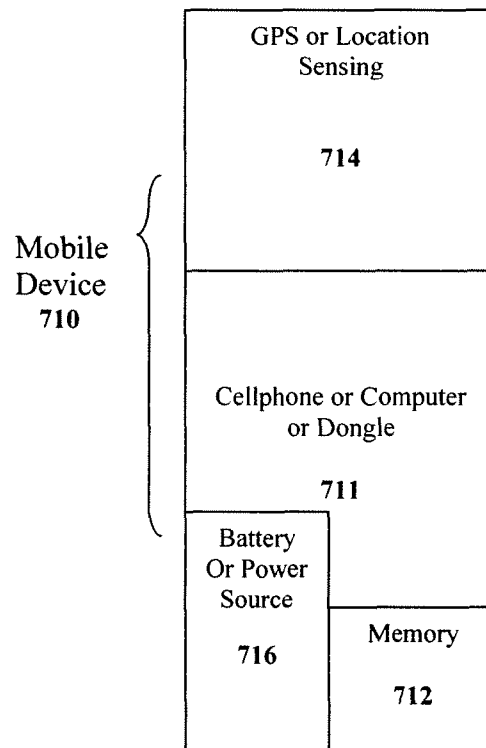 GPS or Location
Sensing
714
Mobile
Device
710
Cellphone or Computer
or Dongle
711
Battery
Or Power
Source
716
Memory
712